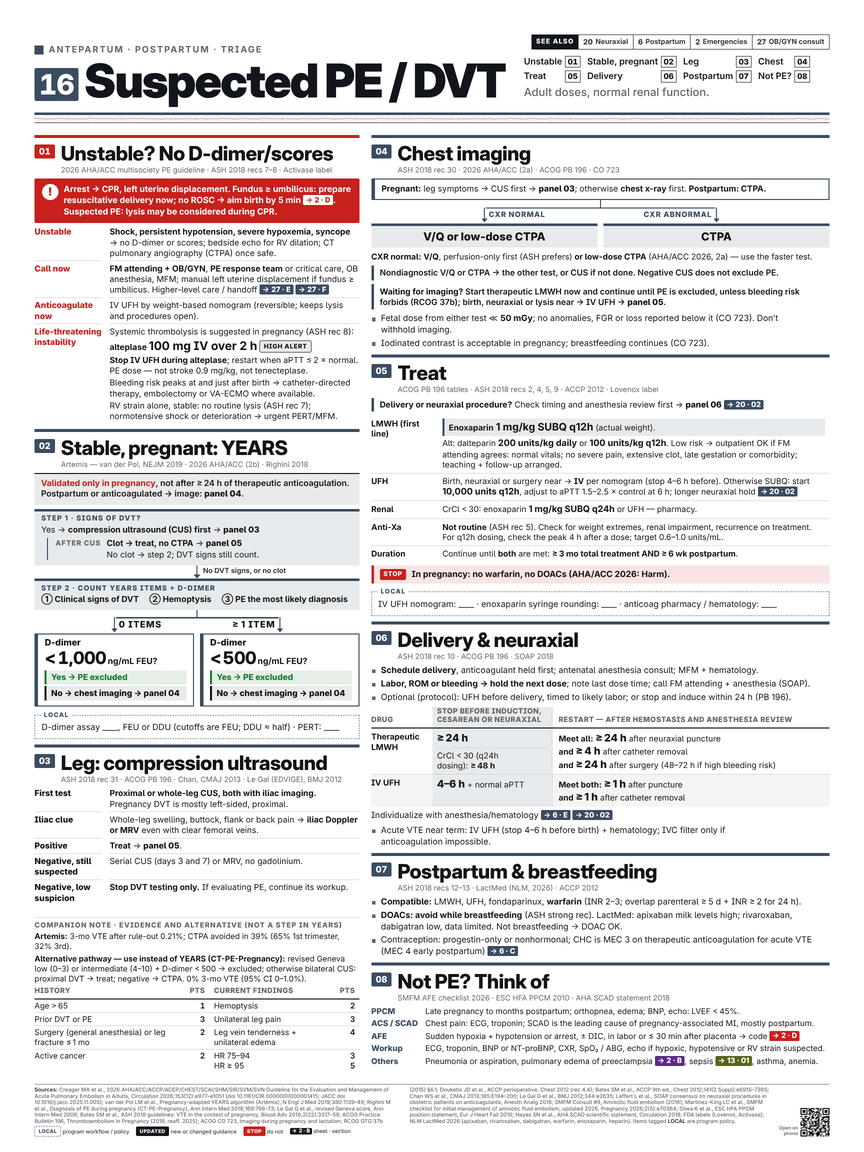 ANTEPARTUM · POSTPARTUM · TRIAGE
16 Suspected PE / DVT
SEE ALSO 20 Neuraxial 6 Postpartum 2 Emergencies 27 OB/GYN consult
Unstable 01 Stable, pregnant 02 Leg 03 Chest 04
Treat 05 Delivery 06 Postpartum 07 Not PE? 08
Adult doses, normal renal function.
01 Unstable? No D-dimer/scores
2026 AHA/ACC multisociety PE guideline · ASH 2018 recs 7–8 · Activase label
! Arrest → CPR, left uterine displacement. Fundus ≥ umbilicus: prepare
resuscitative delivery now; no ROSC → aim birth by 5 min → 2 · D.
Suspected PE: lysis may be considered during CPR.
Unstable Shock, persistent hypotension, severe hypoxemia, syncope
→ no D-dimer or scores; bedside echo for RV dilation; CT
pulmonary angiography (CTPA) once safe.
Call now FM attending + OB/GYN, PE response team or critical care, OB
anesthesia, MFM; manual left uterine displacement if fundus ≥
umbilicus. Higher-level care / handoff → 27 · E → 27 · F
Anticoagulate now IV UFH by weight-based nomogram (reversible; keeps lysis
and procedures open).
Life-threatening instability Systemic thrombolysis is suggested in pregnancy (ASH rec 8):
alteplase 100 mg IV over 2 h HIGH ALERT
Stop IV UFH during alteplase; restart when aPTT ≤ 2 × normal.
PE dose — not stroke 0.9 mg/kg, not tenecteplase.
Bleeding risk peaks at and just after birth → catheter-directed
therapy, embolectomy or VA-ECMO where available.
RV strain alone, stable: no routine lysis (ASH rec 7);
normotensive shock or deterioration → urgent PERT/MFM.
02 Stable, pregnant: YEARS
Artemis — van der Pol, NEJM 2019 · 2026 AHA/ACC (2b) · Righini 2018
Validated only in pregnancy, not after ≥ 24 h of therapeutic anticoagulation.
Postpartum or anticoagulated → image: panel 04.
STEP 1 · SIGNS OF DVT?
Yes → compression ultrasound (CUS) first → panel 03
AFTER CUS Clot → treat, no CTPA → panel 05
No clot → step 2; DVT signs still count.
No DVT signs, or no clot
STEP 2 · COUNT YEARS ITEMS + D-DIMER
① Clinical signs of DVT ② Hemoptysis ③ PE the most likely diagnosis
0 ITEMS ≥ 1 ITEM
D-dimer
< 1,000 ng/mL FEU?
Yes → PE excluded
No → chest imaging → panel 04
D-dimer
< 500 ng/mL FEU?
Yes → PE excluded
No → chest imaging → panel 04
LOCAL
D-dimer assay ____, FEU or DDU (cutoffs are FEU; DDU ≈ half) · PERT: ____
03 Leg: compression ultrasound
ASH 2018 rec 31 · ACOG PB 196 · Chan, CMAJ 2013 · Le Gal (EDVIGE), BMJ 2012
First test Proximal or whole-leg CUS, both with iliac imaging.
Pregnancy DVT is mostly left-sided, proximal.
Iliac clue Whole-leg swelling, buttock, flank or back pain → iliac Doppler
or MRV even with clear femoral veins.
Positive Treat → panel 05.
Negative, still suspected Serial CUS (days 3 and 7) or MRV, no gadolinium.
Negative, low suspicion Stop DVT testing only. If evaluating PE, continue its workup.
COMPANION NOTE · EVIDENCE AND ALTERNATIVE (NOT A STEP IN YEARS)
Artemis: 3-mo VTE after rule-out 0.21%; CTPA avoided in 39% (65% 1st trimester,
32% 3rd).
Alternative pathway — use instead of YEARS (CT-PE-Pregnancy): revised Geneva
low (0–3) or intermediate (4–10) + D-dimer < 500 → excluded; otherwise bilateral CUS:
proximal DVT → treat; negative → CTPA. 0% 3-mo VTE (95% CI 0–1.0%).
HISTORY PTS CURRENT FINDINGS PTS
Age > 65 1 Hemoptysis 2
Prior DVT or PE 3 Unilateral leg pain 3
Surgery (general anesthesia) or leg fracture ≤ 1 mo 2 Leg vein tenderness + unilateral edema 4
Active cancer 2 HR 75–94 3
HR ≥ 95 5
04 Chest imaging
ASH 2018 rec 30 · 2026 AHA/ACC (2a) · ACOG PB 196 · CO 723
Pregnant: leg symptoms → CUS first → panel 03; otherwise chest x-ray first. Postpartum: CTPA.
CXR NORMAL CXR ABNORMAL
V/Q or low-dose CTPA CTPA
CXR normal: V/Q, perfusion-only first (ASH prefers) or low-dose CTPA (AHA/ACC 2026, 2a) — use the faster test.
Nondiagnostic V/Q or CTPA → the other test, or CUS if not done. Negative CUS does not exclude PE.
Waiting for imaging? Start therapeutic LMWH now and continue until PE is excluded, unless bleeding risk
forbids (RCOG 37b); birth, neuraxial or lysis near → IV UFH → panel 05.
Fetal dose from either test ≪ 50 mGy; no anomalies, FGR or loss reported below it (CO 723). Don't
withhold imaging.
Iodinated contrast is acceptable in pregnancy; breastfeeding continues (CO 723).
05 Treat
ACOG PB 196 tables · ASH 2018 recs 2, 4, 5, 9 · ACCP 2012 · Lovenox label
Delivery or neuraxial procedure? Check timing and anesthesia review first → panel 06 → 20 · 02
LMWH (first line) Enoxaparin 1 mg/kg SUBQ q12h (actual weight).
Alt: dalteparin 200 units/kg daily or 100 units/kg q12h. Low risk → outpatient OK if FM
attending agrees: normal vitals; no severe pain, extensive clot, late gestation or comorbidity;
teaching + follow-up arranged.
UFH Birth, neuraxial or surgery near → IV per nomogram (stop 4–6 h before). Otherwise SUBQ: start
10,000 units q12h, adjust to aPTT 1.5–2.5 × control at 6 h; longer neuraxial hold → 20 · 02
Renal CrCl < 30: enoxaparin 1 mg/kg SUBQ q24h or UFH — pharmacy.
Anti-Xa Not routine (ASH rec 5). Check for weight extremes, renal impairment, recurrence on treatment.
For q12h dosing, check the peak 4 h after a dose; target 0.6–1.0 units/mL.
Duration Continue until both are met: ≥ 3 mo total treatment AND ≥ 6 wk postpartum.
STOP In pregnancy: no warfarin, no DOACs (AHA/ACC 2026: Harm).
LOCAL
IV UFH nomogram: ____ · enoxaparin syringe rounding: ____ · anticoag pharmacy / hematology: ____
06 Delivery & neuraxial
ASH 2018 rec 10 · ACOG PB 196 · SOAP 2018
Schedule delivery, anticoagulant held first; antenatal anesthesia consult; MFM + hematology.
Labor, ROM or bleeding → hold the next dose; note last dose time; call FM attending + anesthesia (SOAP).
Optional (protocol): UFH before delivery, timed to likely labor; or stop and induce within 24 h (PB 196).
DRUG STOP BEFORE INDUCTION, CESAREAN OR NEURAXIAL RESTART — AFTER HEMOSTASIS AND ANESTHESIA REVIEW
Therapeutic LMWH ≥ 24 h Meet all: ≥ 24 h after neuraxial puncture
and ≥ 4 h after catheter removal
CrCl < 30 (q24h dosing): ≥ 48 h and ≥ 24 h after surgery (48–72 h if high bleeding risk)
IV UFH 4–6 h + normal aPTT Meet both: ≥ 1 h after puncture
and ≥ 1 h after catheter removal
Individualize with anesthesia/hematology → 6 · E → 20 · 02
Acute VTE near term: IV UFH (stop 4–6 h before birth) + hematology; IVC filter only if
anticoagulation impossible.
07 Postpartum & breastfeeding
ASH 2018 recs 12–13 · LactMed (NLM, 2026) · ACCP 2012
Compatible: LMWH, UFH, fondaparinux, warfarin (INR 2–3; overlap parenteral ≥ 5 d + INR ≥ 2 for 24 h).
DOACs: avoid while breastfeeding (ASH strong rec). LactMed: apixaban milk levels high; rivaroxaban,
dabigatran low, data limited. Not breastfeeding → DOAC OK.
Contraception: progestin-only or nonhormonal; CHC is MEC 3 on therapeutic anticoagulation for acute VTE
(MEC 4 early postpartum) → 6 · C
08 Not PE? Think of
SMFM AFE checklist 2026 · ESC HFA PPCM 2010 · AHA SCAD statement 2018
PPCM Late pregnancy to months postpartum; orthopnea, edema; BNP, echo: LVEF < 45%.
ACS / SCAD Chest pain: ECG, troponin; SCAD is the leading cause of pregnancy-associated MI, mostly postpartum.
AFE Sudden hypoxia + hypotension or arrest, ± DIC, in labor or ≤ 30 min after placenta → code → 2 · D
Workup ECG, troponin, BNP or NT-proBNP, CXR, SpO₂ / ABG, echo if hypoxic, hypotensive or RV strain suspected.
Others Pneumonia or aspiration, pulmonary edema of preeclampsia → 2 · B, sepsis → 13 · 01, asthma, anemia.
LOCAL program workflow / policy UPDATED new or changed guidance STOP do not → 2 · B sheet · section
Open on
phone